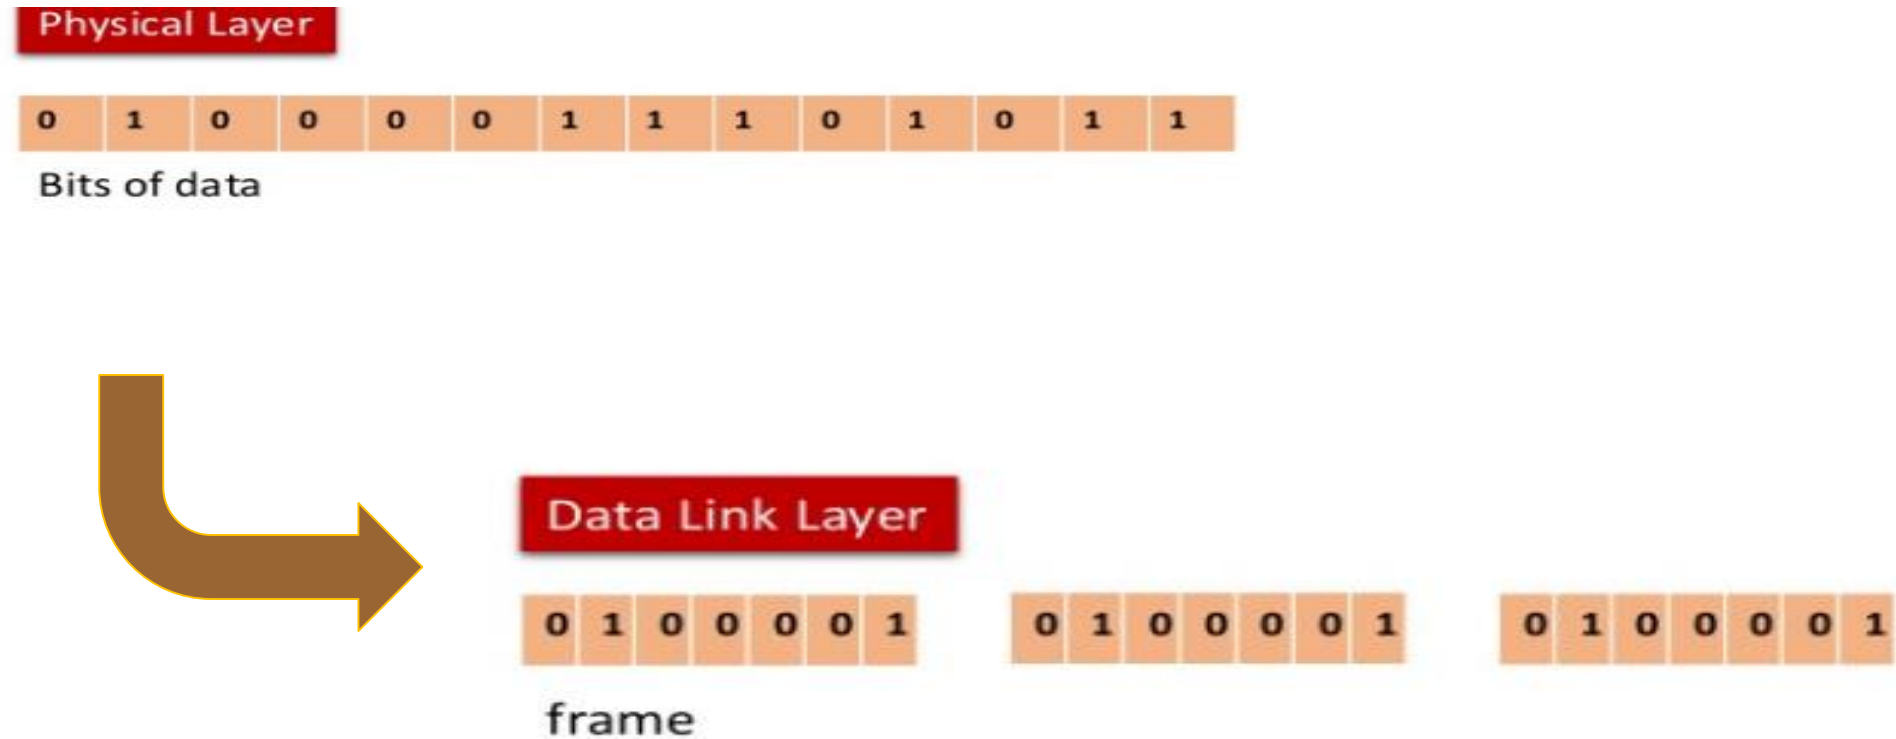 Physical Layer
0 1 0 0 0 0 1 1 1 0 1 0 1 1
Bits of data
Data Link Layer
0 1 0 0 0 0 1 0 1 0 0 0 0 1 0 1 0 0 0 0 1
frame